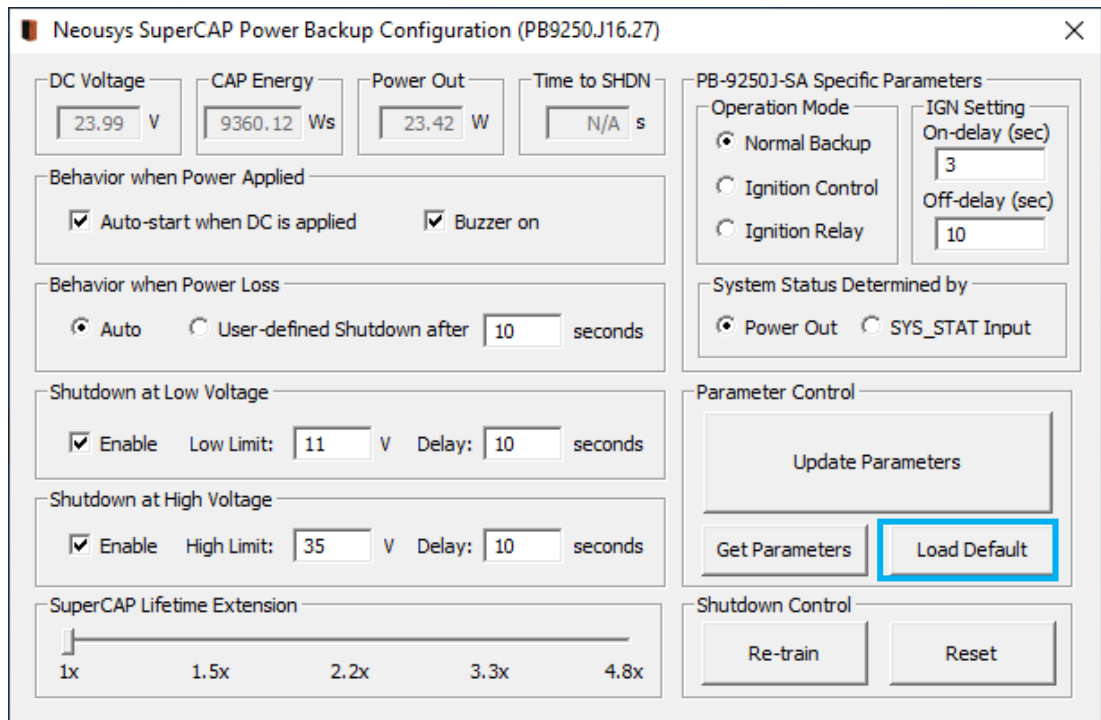 Neousys SuperCAP Power Backup Configuration (PB9250.J16.27)
DC Voltage
23.99 V
CAP Energy
9360.12 Ws
Power Out
23.42 W
Time to SHDN
N/A s
Behavior when Power Applied
Auto-start when DC is applied Buzzer on
Behavior when Power Loss
Auto User-defined Shutdown after 10 seconds
Shutdown at Low Voltage
Enable Low Limit: 11 V Delay: 10 seconds
Shutdown at High Voltage
Enable High Limit: 35 V Delay: 10 seconds
SuperCAP Lifetime Extension
1x 1.5x 2.2x 3.3x 4.8x
PB-9250J-SA Specific Parameters
Operation Mode
Normal Backup
Ignition Control
Ignition Relay
IGN Setting
On-delay (sec)
3
Off-delay (sec)
10
System Status Determined by
Power Out SYS_STAT Input
Parameter Control
Update Parameters
Get Parameters Load Default
Shutdown Control
Re-train Reset